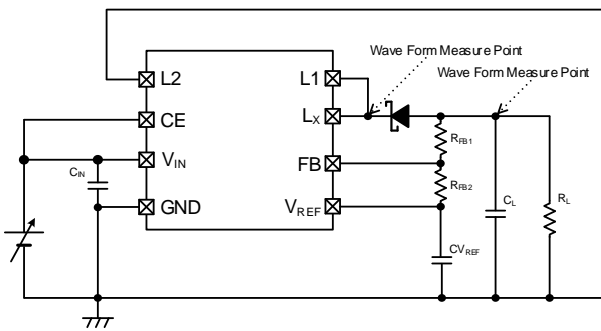 Wave Form Measure Point
Wave Form Measure Point
L2
L1
CE
LX
VIN
FB
GND
VREF
CIN
RFB1
RFB2
CL
RL
CVREF